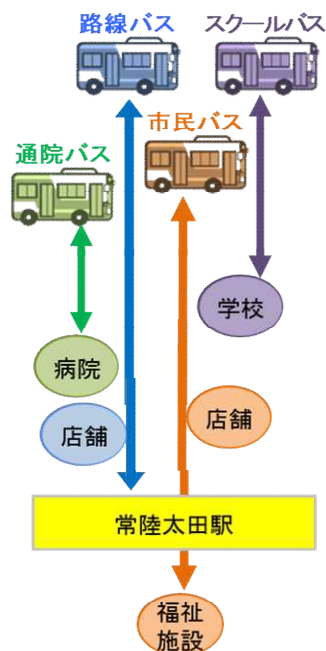 路線バス
スクールバス
市民バス
通院バス
学校
病院
店舗
店舗
常陸太田駅
福祉
施設